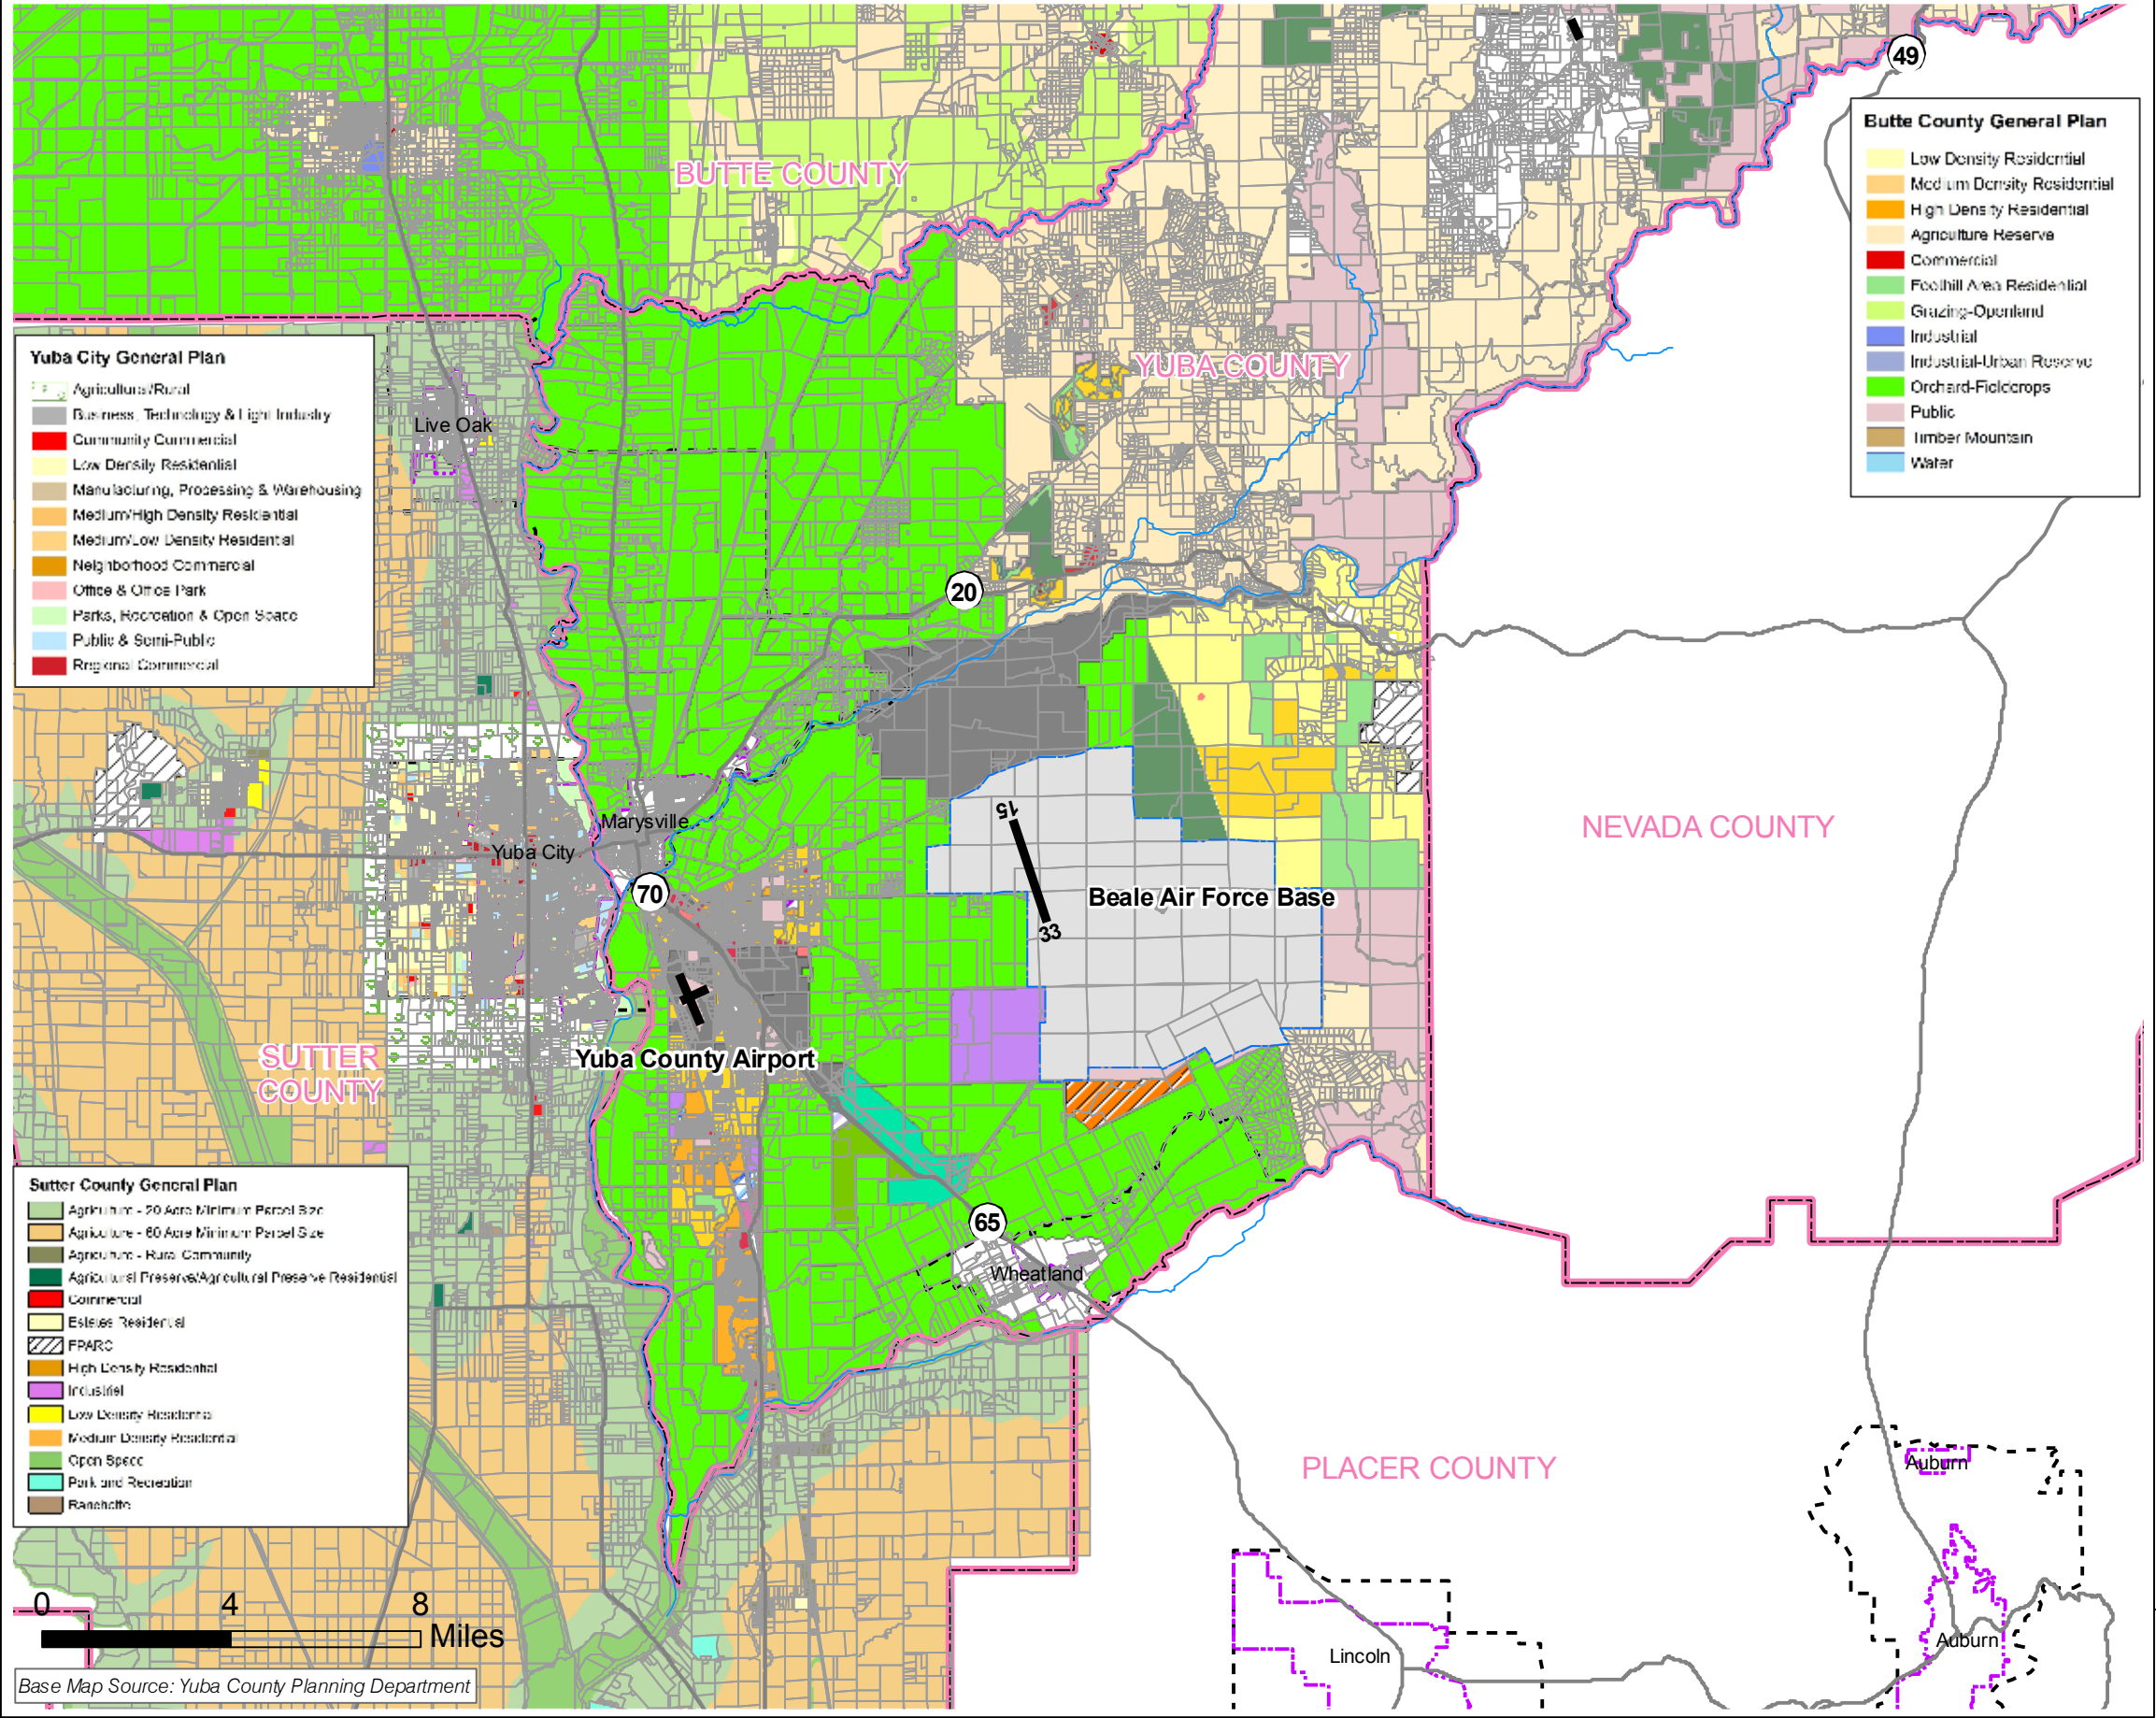 49
BUTTE COUNTY
Butte County General Plan
Low Density Residential
Medium Density Residential
High Density Residential
Agriculture Reserve
Commercial
Foothill Area Residential
Grazing-Openland
Industrial
Industrial-Urban Reserve
Orchard-Fieldcrops
Public
Timber Mountain
Water
Yuba City General Plan
Agricultural/Rural
Business, Technology & Light Industry
Community Commercial
Low Density Residential
Manufacturing, Processing & Warehousing
Medium/High Density Residential
Medium/Low Density Residential
Neighborhood Commercial
Office & Office Park
Parks, Recreation & Open Space
Public & Semi-Public
Regional Commercial
YUBA COUNTY
Live Oak
20
Marysville
Yuba City
70
15
33
Beale Air Force Base
NEVADA COUNTY
SUTTER
COUNTY
Yuba County Airport
65
Wheatland
Sutter County General Plan
Agriculture - 20 Acre Minimum Parcel Size
Agriculture - 60 Acre Minimum Parcel Size
Agriculture - Rural Community
Agricultural Preserve/Agricultural Preserve Residential
Commercial
Estates Residential
FPARC
High Density Residential
Industrial
Low Density Residential
Medium Density Residential
Open Space
Park and Recreation
Ranchette
PLACER COUNTY
Auburn
Auburn
Lincoln
0 4 8
Miles
Base Map Source: Yuba County Planning Department